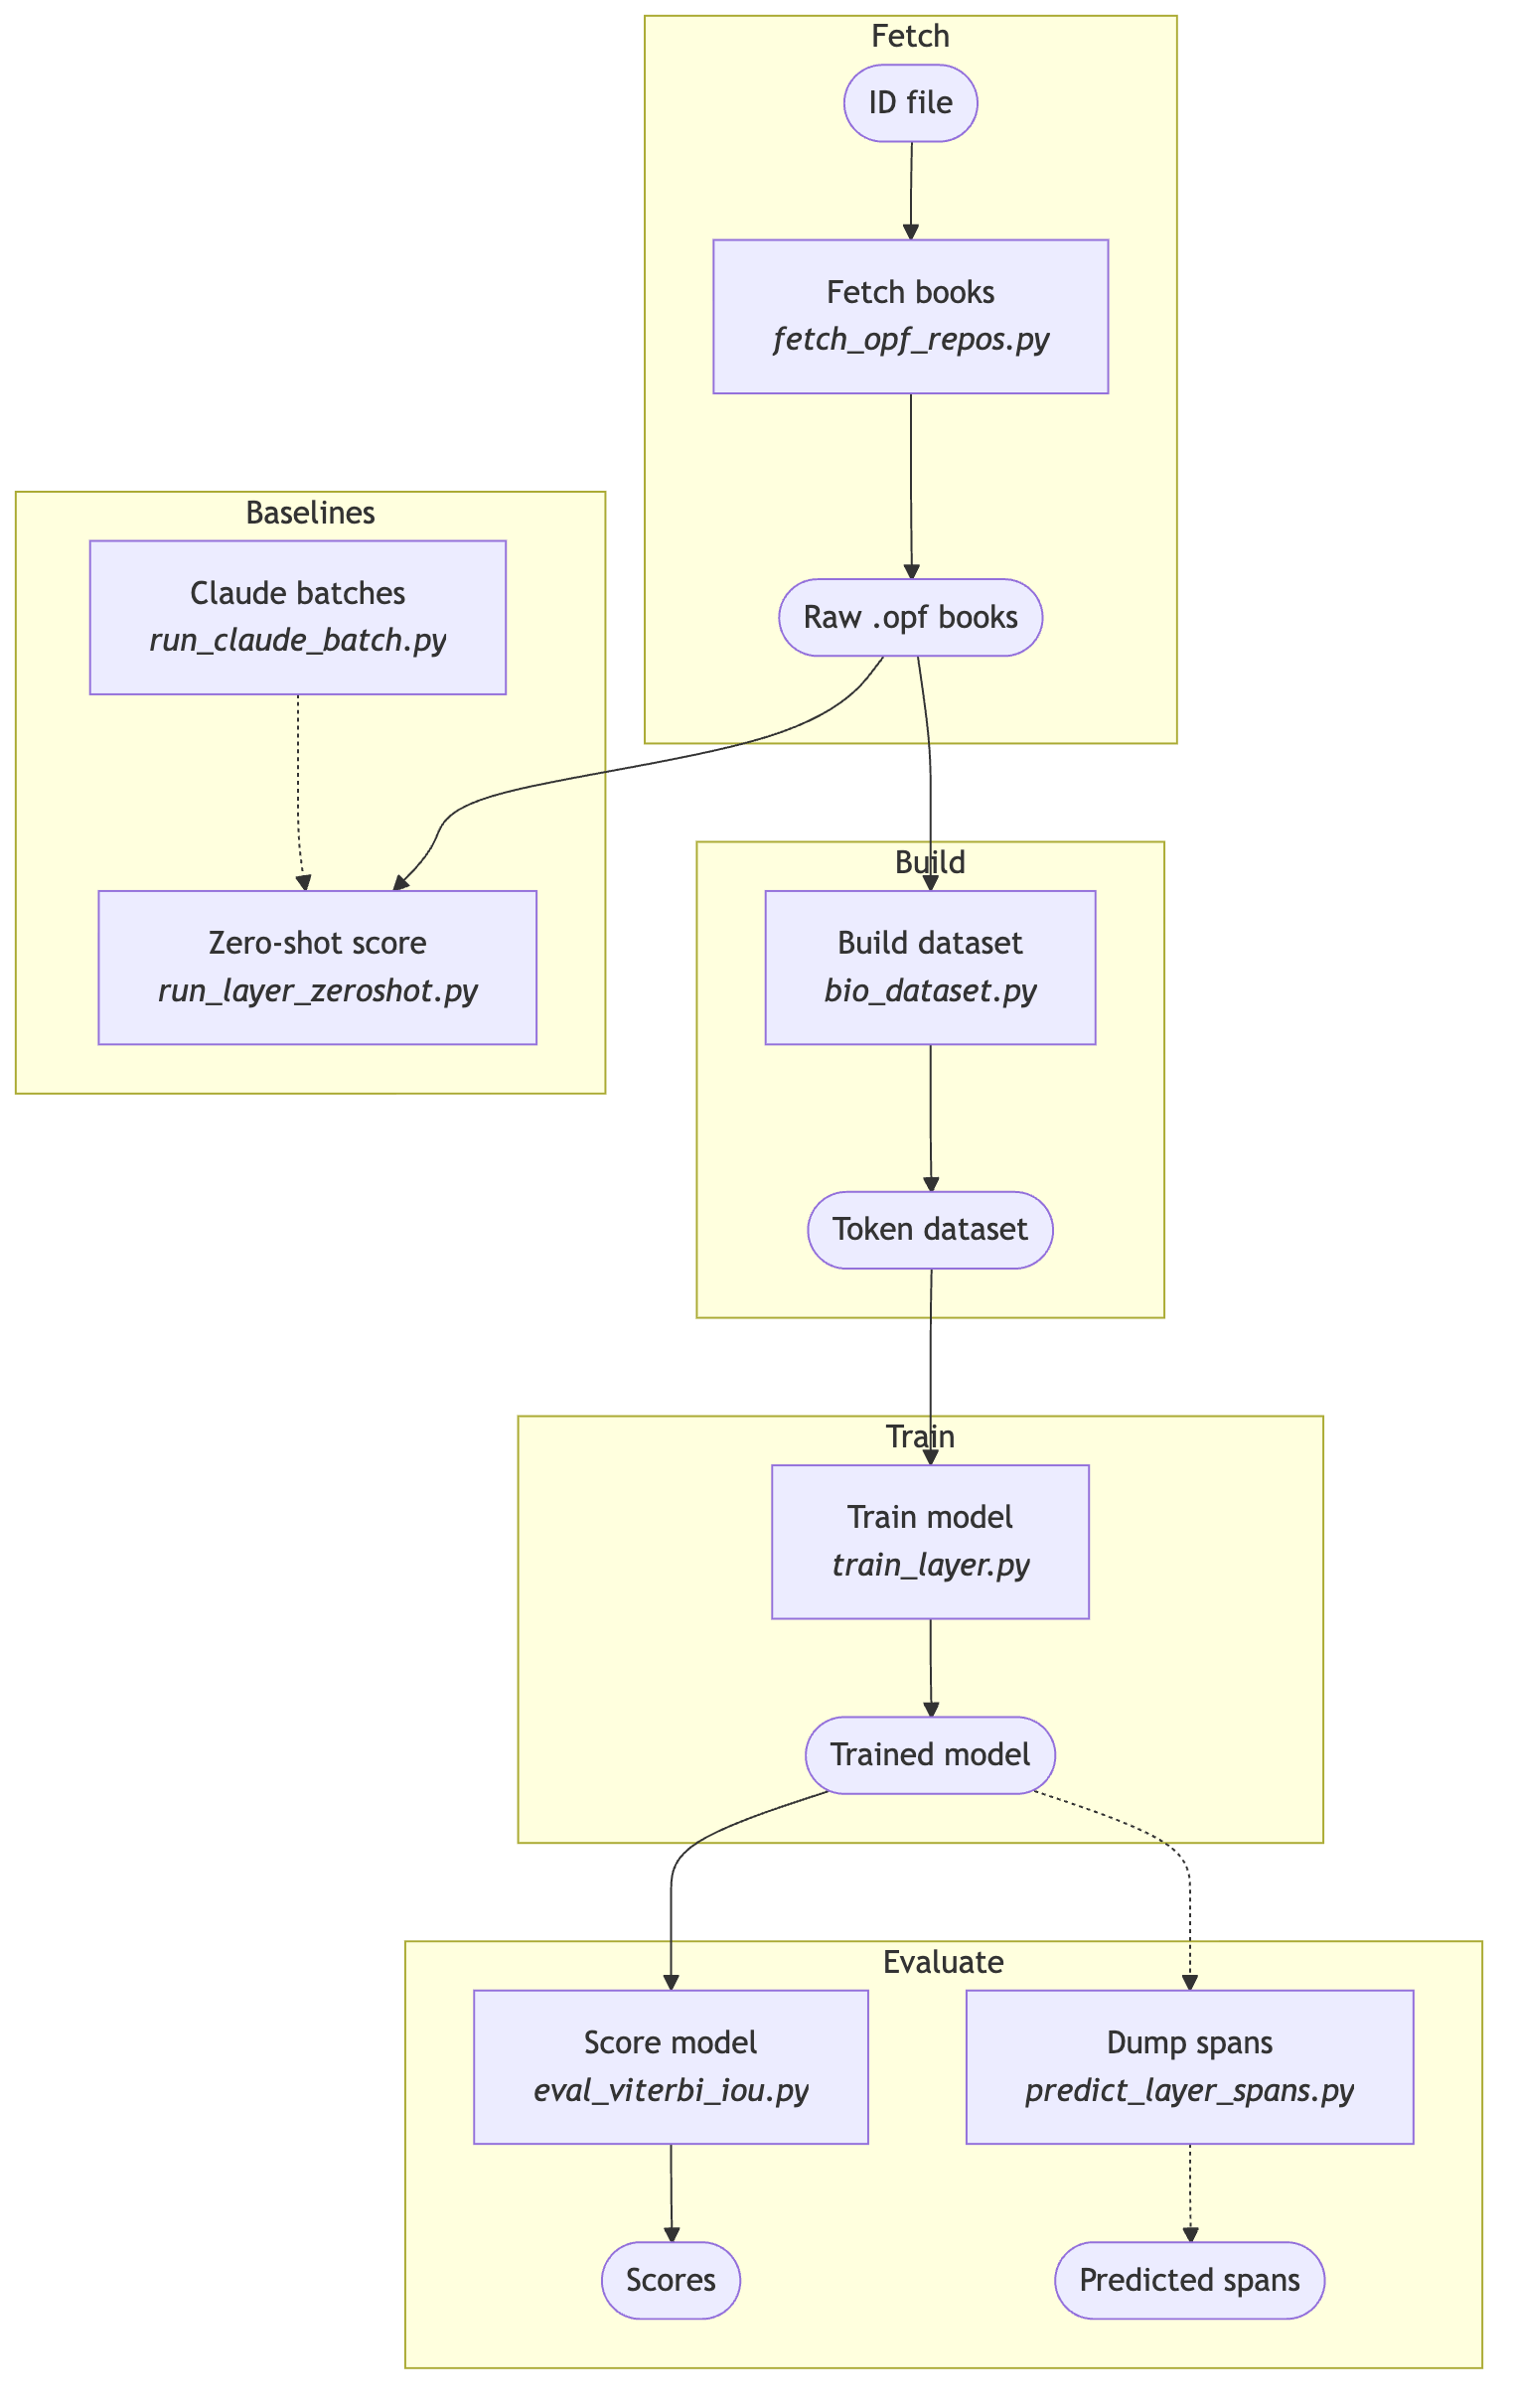 Fetch
ID file
Fetch books
fetch_opf_repos.py
Raw .opf books
Baselines
Claude batches
run_claude_batch.py
Zero-shot score
run_layer_zeroshot.py
Build
Build dataset
bio_dataset.py
Token dataset
Train
Train model
train_layer.py
Trained model
Evaluate
Score model
eval_viterbi_iou.py
Scores
Dump spans
predict_layer_spans.py
Predicted spans